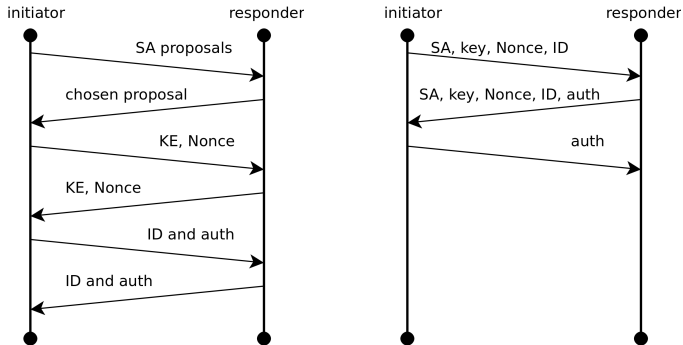 initiator
responder
SA proposals
chosen proposal
KE, Nonce
KE, Nonce
ID and auth
ID and auth
initiator
responder
SA, key, Nonce, ID
SA, key, Nonce, ID, auth
auth